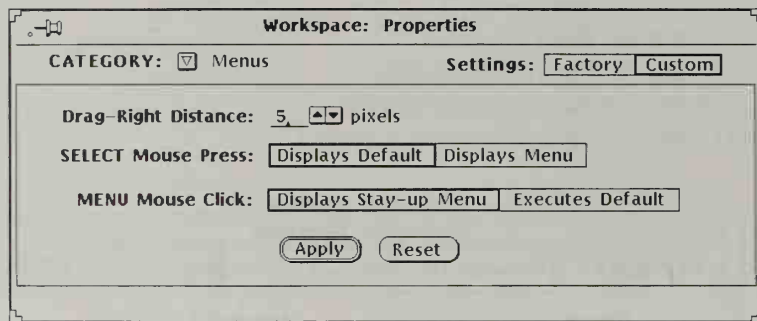 Workspace: Properties
CATEGORY: Menus Settings: Factory Custom
Drag-Right Distance: 5 pixels
SELECT Mouse Press: Displays Default Displays Menu
MENU Mouse Click: Displays Stay-up Menu Executes Default
Apply Reset